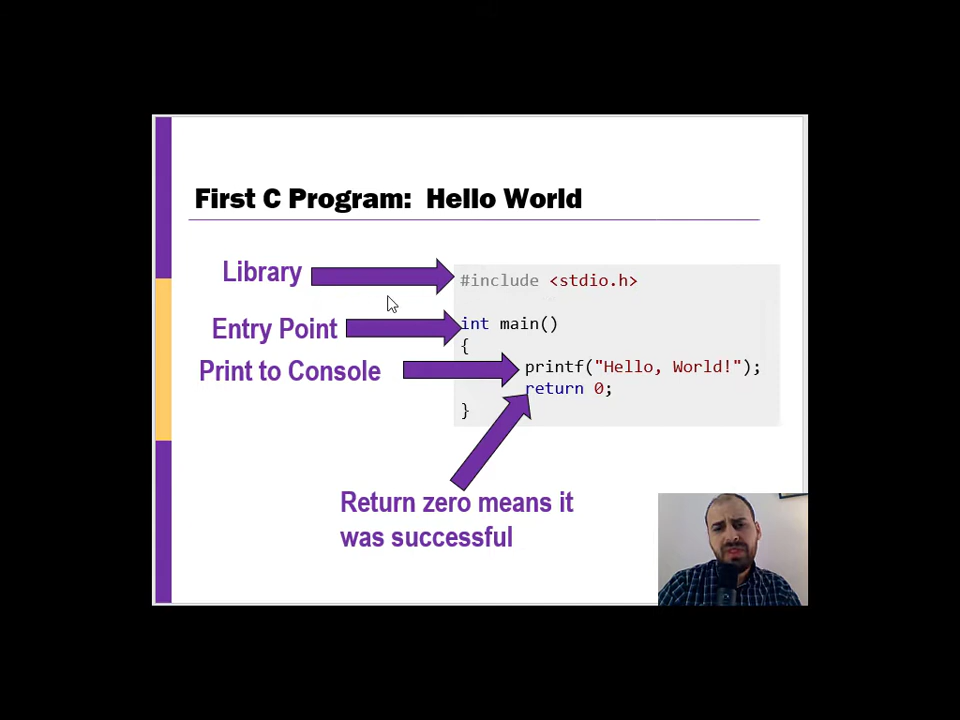 First C Program: Hello World
Library
#include <stdio.h>
Entry Point
int main()
{
Print to Console
printf("Hello, World!");
return 0;
}
Return zero means it
was successful